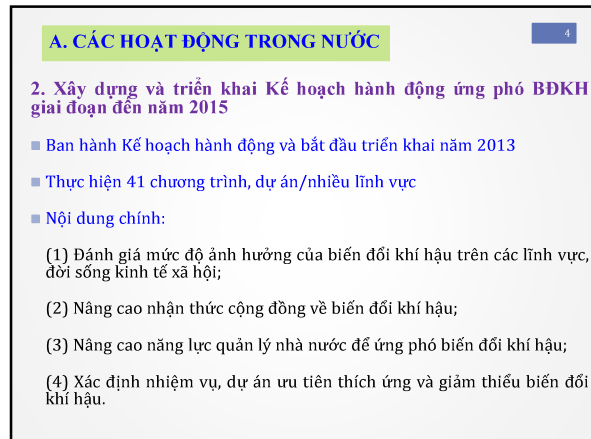 A. CÁC HOẠT ĐỘNG TRONG NƯỚC
4
2. Xây dựng và triển khai Kế hoạch hành động ứng phó BĐKH
giai đoạn đến năm 2015
Ban hành Kế hoạch hành động và bắt đầu triển khai năm 2013
Thực hiện 41 chương trình, dự án/nhiều lĩnh vực
Nội dung chính:
(1) Đánh giá mức độ ảnh hưởng của biến đổi khí hậu trên các lĩnh vực,
đời sống kinh tế xã hội;
(2) Nâng cao nhận thức cộng đồng về biến đổi khí hậu;
(3) Nâng cao năng lực quản lý nhà nước để ứng phó biến đổi khí hậu;
(4) Xác định nhiệm vụ, dự án ưu tiên thích ứng và giảm thiểu biến đổi
khí hậu.